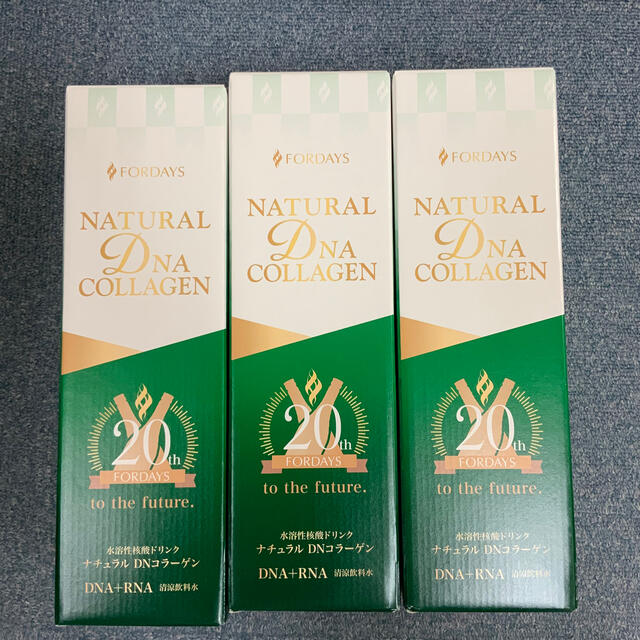 FORDAYS
NATURAL
DNA
COLLAGEN
20th
FORDAYS
to the future.
水溶性核酸ドリンク
ナチュラル DNコラーゲン
DNA+RNA 清涼飲料水
FORDAYS
NATURAL
DNA
COLLAGEN
20th
FORDAYS
to the future.
水溶性核酸ドリンク
ナチュラル DNコラーゲン
DNA+RNA 清涼飲料水
FORDAYS
NATURAL
DNA
COLLAGEN
20th
FORDAYS
to the future.
水溶性核酸ドリンク
ナチュラル DNコラーゲン
DNA+RNA 清涼飲料水